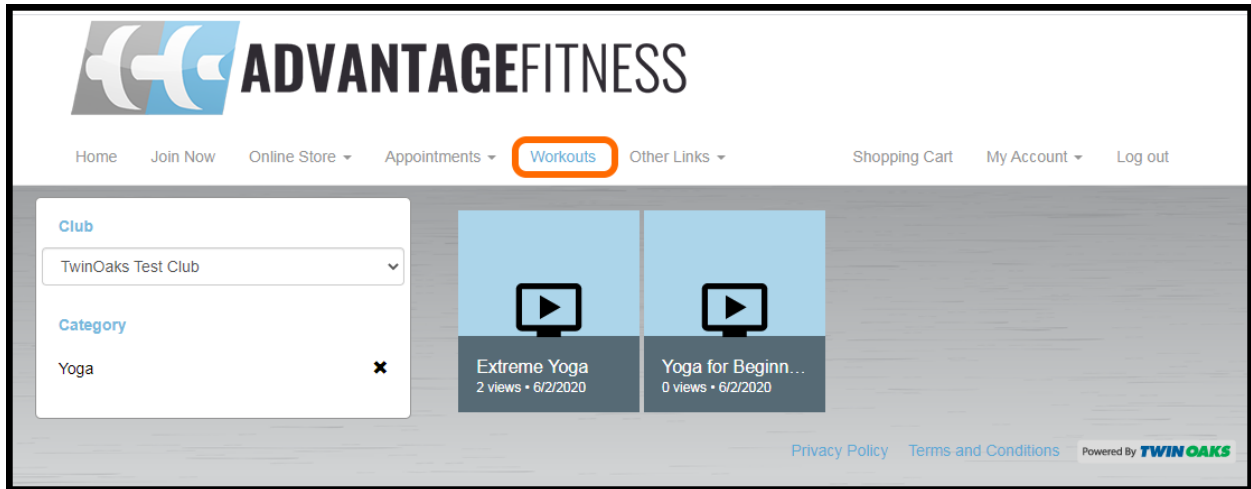 ADVANTAGEFITNESS
Home Join Now Online Store Appointments Workouts Other Links Shopping Cart My Account Log out
Club
TwinOaks Test Club
Category
Yoga
Extreme Yoga
2 views • 6/2/2020
Yoga for Beginn...
0 views • 6/2/2020
Privacy Policy Terms and Conditions Powered By TWIN OAKS